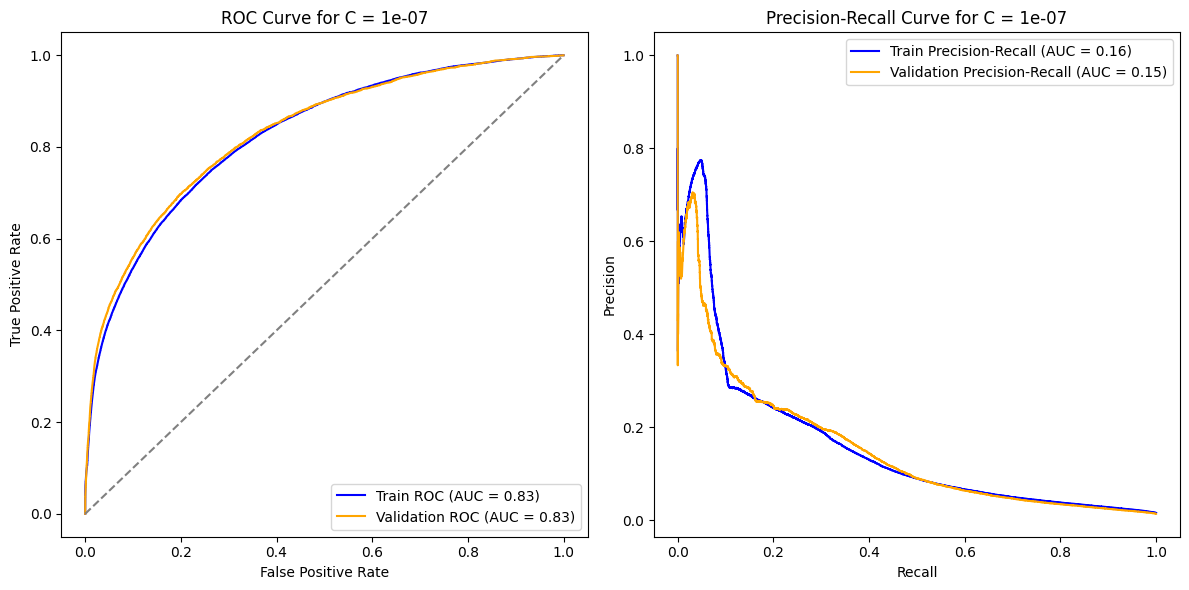 ROC Curve for C = 1e-07
True Positive Rate
1.0
0.8
0.6
0.4
0.2
0.0
Train ROC (AUC = 0.83)
Validation ROC (AUC = 0.83)
0.0 0.2 0.4 0.6 0.8 1.0
False Positive Rate
Precision-Recall Curve for C = 1e-07
Precision
1.0
0.8
0.6
0.4
0.2
0.0
Train Precision-Recall (AUC = 0.16)
Validation Precision-Recall (AUC = 0.15)
0.0 0.2 0.4 0.6 0.8 1.0
Recall